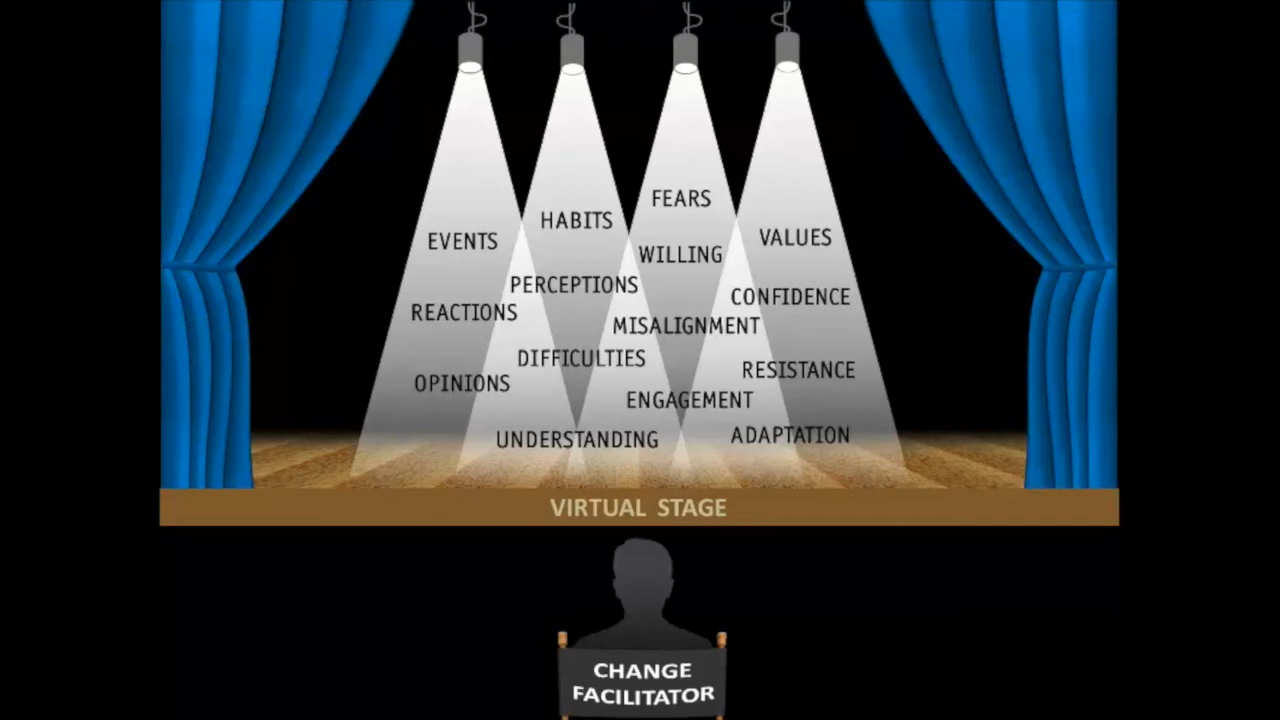 FEARS
HABITS
VALUES
EVENTS
WILLING
PERCEPTIONS
CONFIDENCE
REACTIONS
MISALIGNMENT
DIFFICULTIES
RESISTANCE
OPINIONS
ENGAGEMENT
ADAPTATION
UNDERSTANDING
VIRTUAL STAGE
CHANGE
FACILITATOR